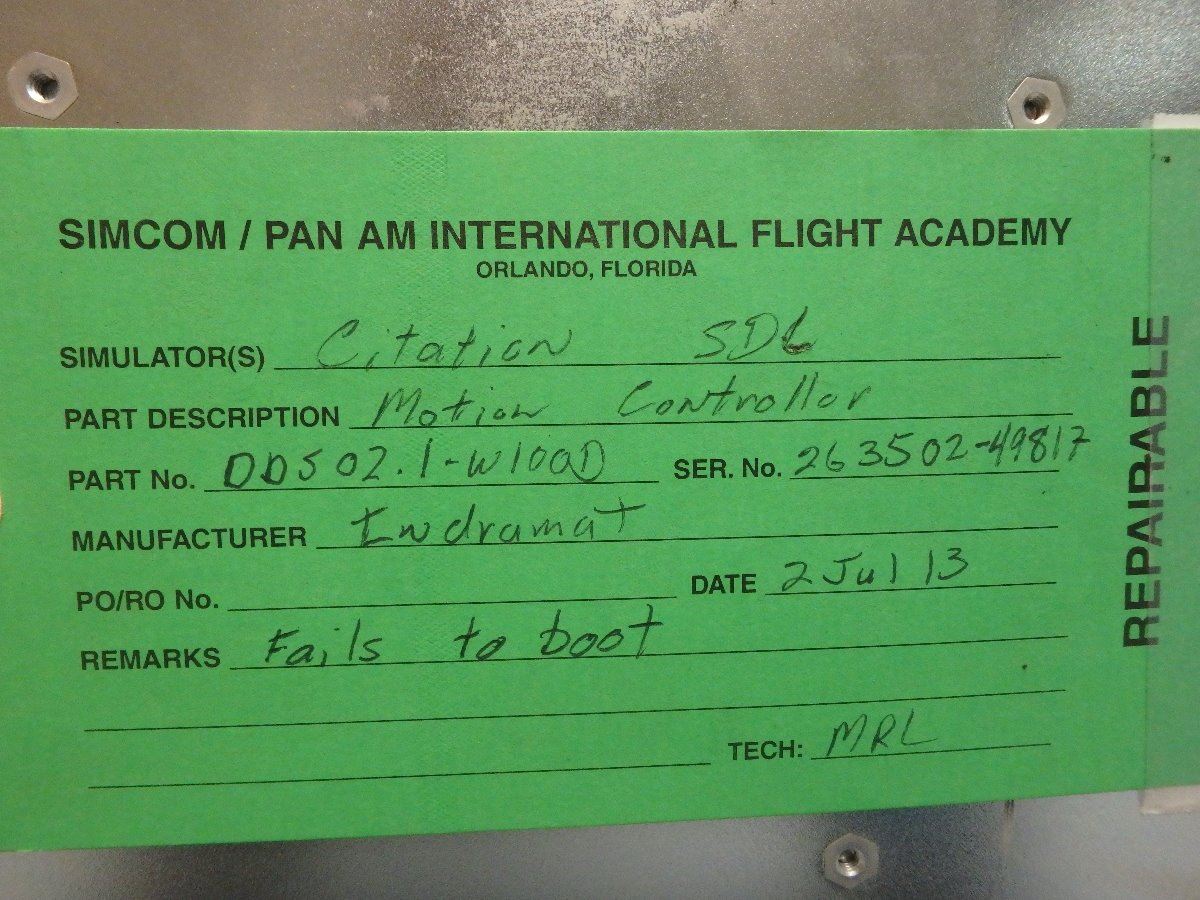 SIMCOM / PAN AM INTERNATIONAL FLIGHT ACADEMY
ORLANDO, FLORIDA
SIMULATOR(S) Citation
PART DESCRIPTION Motion Controller
PART No. DDS02.1-W100D SER. No. 263502-49817
MANUFACTURER Indramat
PO/RO No. DATE 2 Jul 13
REMARKS Fails to boot
TECH: MRL
REPAIRABLE